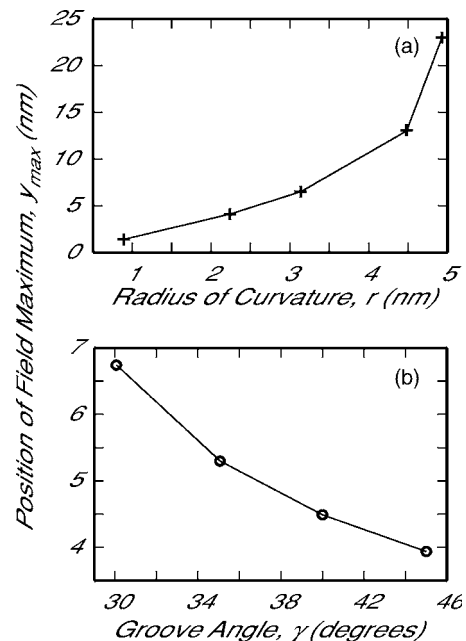 Position of Field Maximum, y max (nm)
25
20
15
10
5
0
(a)
1 2 3 4 5
Radius of Curvature, r (nm)
7
6
5
4
(b)
30 34 38 42 46
Groove Angle, γ (degrees)